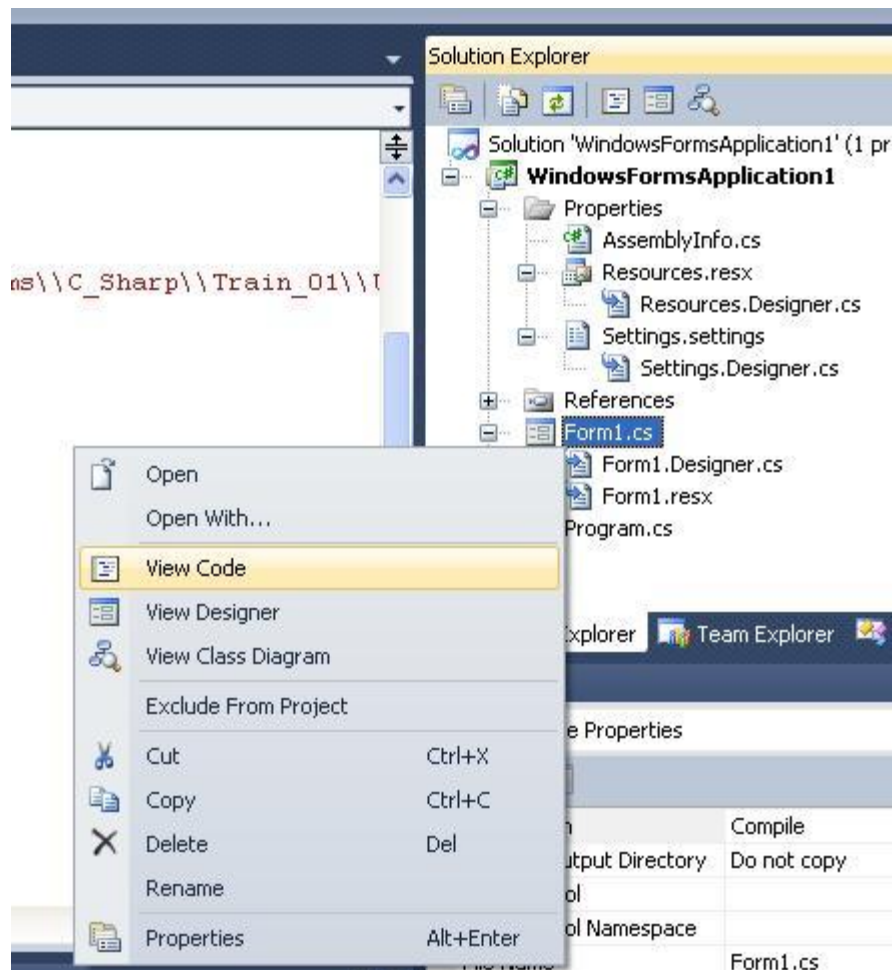 Solution Explorer
Solution 'WindowsFormsApplication1' (1 pr
WindowsFormsApplication1
Properties
AssemblyInfo.cs
ms\\C_Sharp\\Train_01\\
Resources.resx
Resources.Designer.cs
Settings.settings
Settings.Designer.cs
References
Form1.cs
Form1.Designer.cs
Form1.resx
Program.cs
Open
Open With...
View Code
View Designer
View Class Diagram
Exclude From Project
Cut Ctrl+X
Copy Ctrl+C
Delete Del
Rename
Properties Alt+Enter
xplorer Team Explorer
e Properties
Compile
utput Directory Do not copy
ol
ol Namespace
File Name Form1.cs